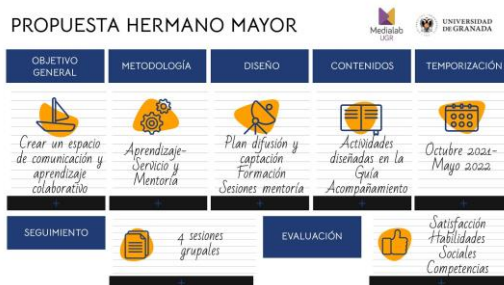 PROPUESTA HERMANO MAYOR
Medialab
UGR
UNIVERSIDAD
DE GRANADA
OBJETIVO
GENERAL
METODOLOGÍA
DISEÑO
CONTENIDOS
TEMPORIZACIÓN
Crear un espacio
de comunicación y
aprendizaje
colaborativo
Aprendizaje-
Servicio y
Mentoría
Plan difusión y
captación
Formación
Sesiones mentoría
Actividades
diseñadas en la
Guía
Acompañamiento
Octubre 2021-
Mayo 2022
SEGUIMIENTO
4 sesiones
grupales
EVALUACIÓN
Satisfacción
Habilidades
Sociales
Competencias